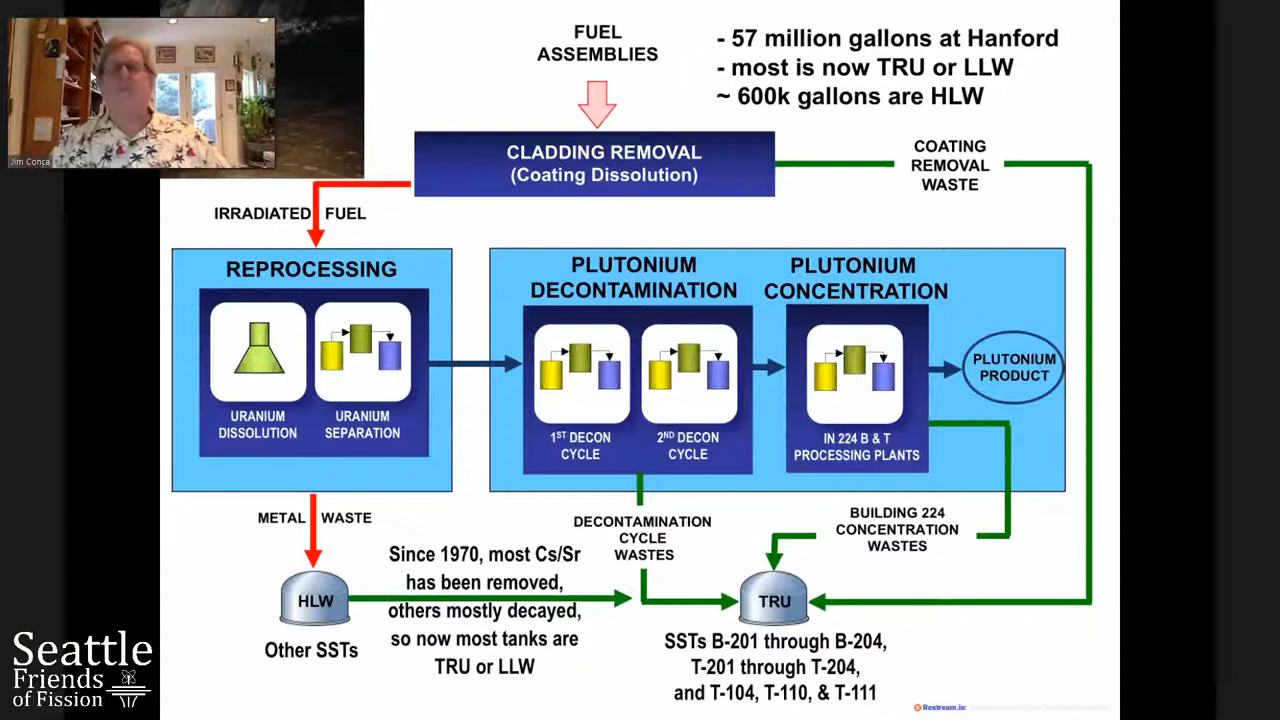 Jim Conca
FUEL
ASSEMBLIES
- 57 million gallons at Hanford
- most is now TRU or LLW
~ 600k gallons are HLW
CLADDING REMOVAL
(Coating Dissolution)
COATING
REMOVAL
WASTE
IRRADIATED FUEL
REPROCESSING
URANIUM
DISSOLUTION
URANIUM
SEPARATION
PLUTONIUM
DECONTAMINATION
1ST DECON
CYCLE
2ND DECON
CYCLE
PLUTONIUM
CONCENTRATION
IN 224 B & T
PROCESSING PLANTS
PLUTONIUM
PRODUCT
METAL WASTE
HLW
Other SSTs
Since 1970, most Cs/Sr
has been removed,
others mostly decayed,
so now most tanks are
TRU or LLW
DECONTAMINATION
CYCLE
WASTES
BUILDING 224
CONCENTRATION
WASTES
TRU
SSTs B-201 through B-204,
T-201 through T-204,
and T-104, T-110, & T-111
Seattle
Friends
of Fission
Restream.io: